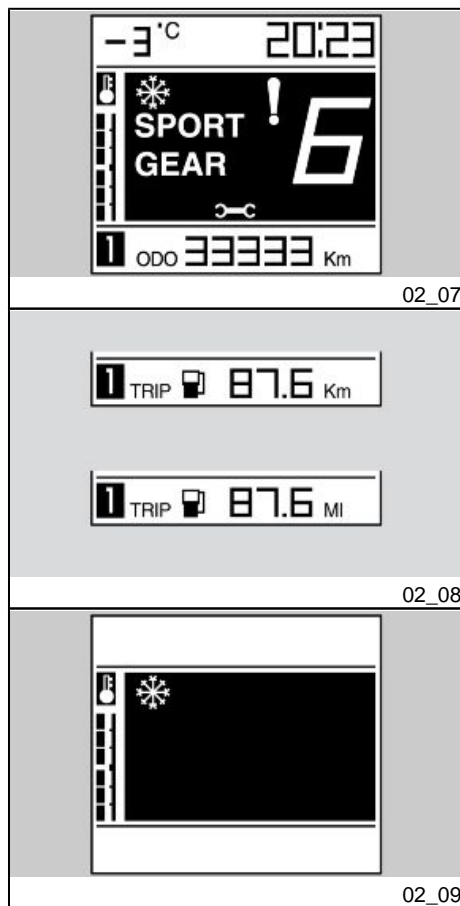 -3°C 20:23
SPORT ! 6
GEAR
1 ODO 33333 Km
02_07
1 TRIP 87.6 Km
1 TRIP 87.6 MI
02_08
02_09